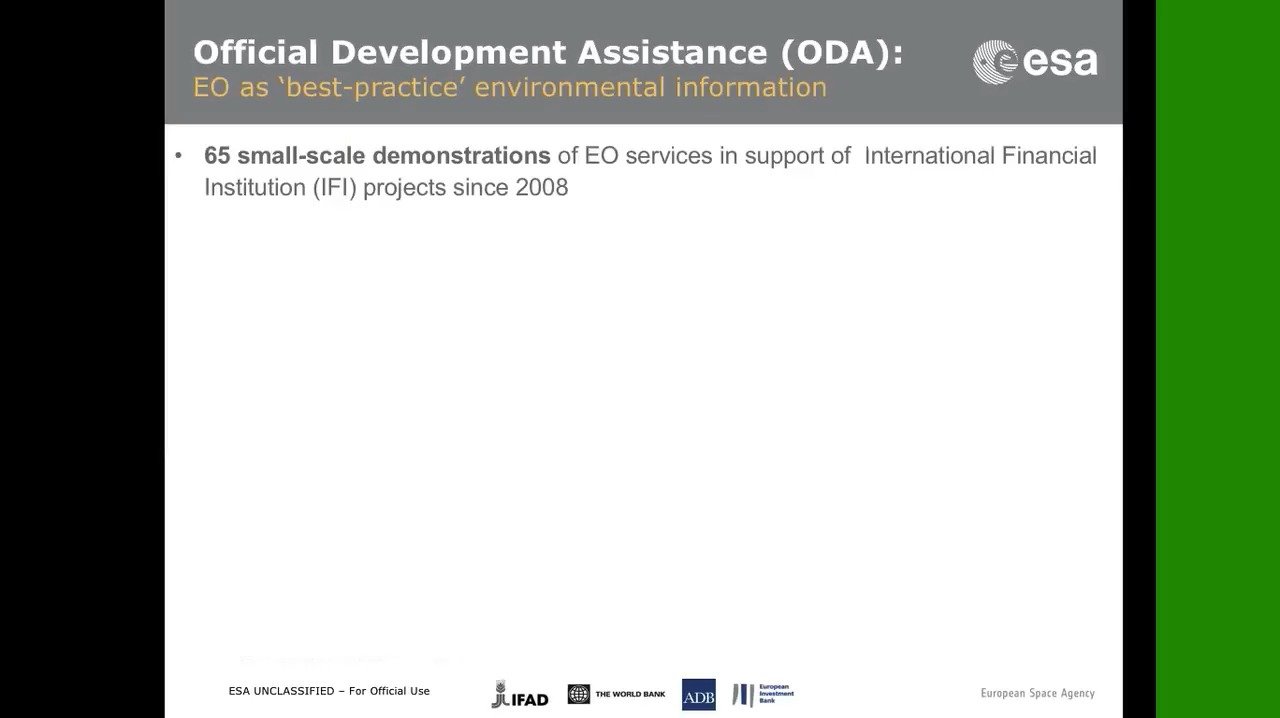 Official Development Assistance (ODA):
EO as ‘best-practice’ environmental information
esa
• 65 small-scale demonstrations of EO services in support of International Financial
Institution (IFI) projects since 2008
ESA UNCLASSIFIED – For Official Use
IFAD
THE WORLD BANK
ADB
European
Investment
Bank
European Space Agency